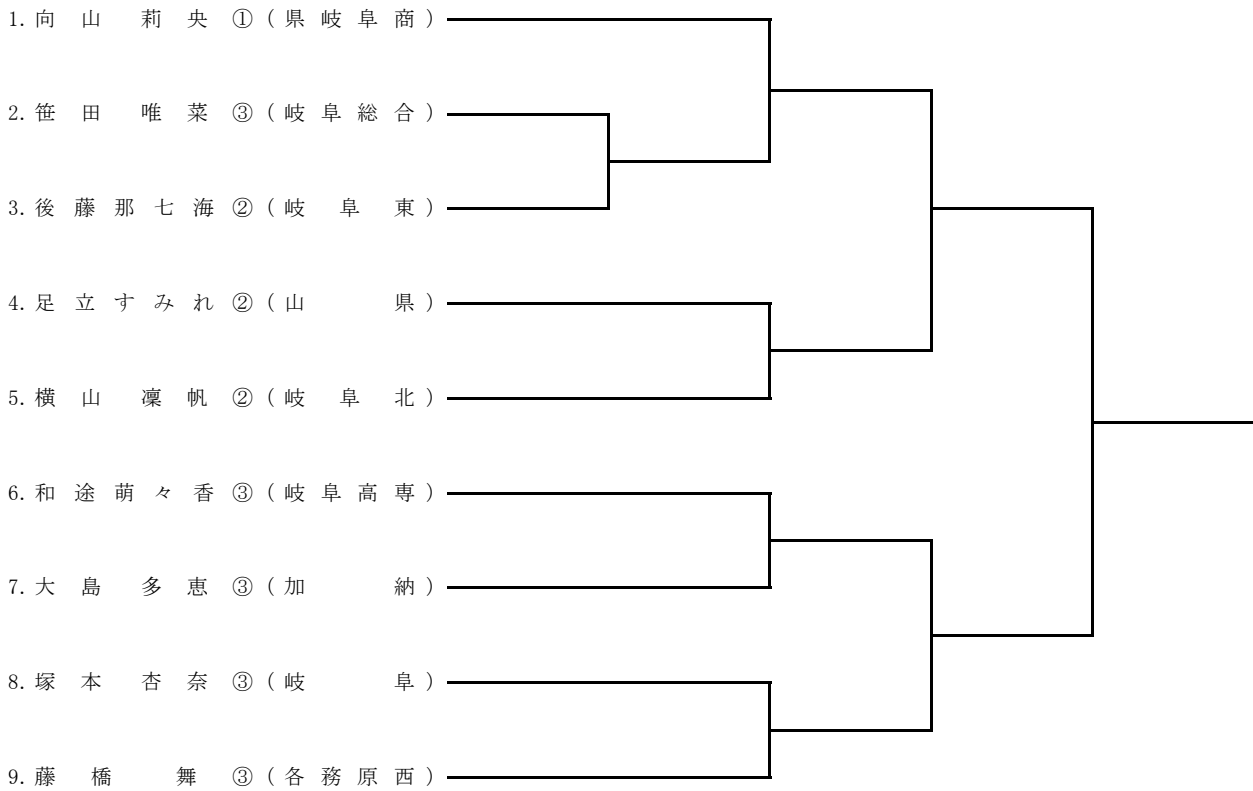 1. 向山 莉央 ① (県岐阜商)
2. 笹田 唯菜 ③ (岐阜総合)
3. 後藤那七海 ② (岐阜東)
4. 足立すみれ ② (山県)
5. 横山 凜帆 ② (岐阜北)
6. 和途萌々香 ③ (岐阜高専)
7. 大島 多恵 ③ (加納)
8. 塚本 杏奈 ③ (岐阜)
9. 藤橋 舞 ③ (各務原西)